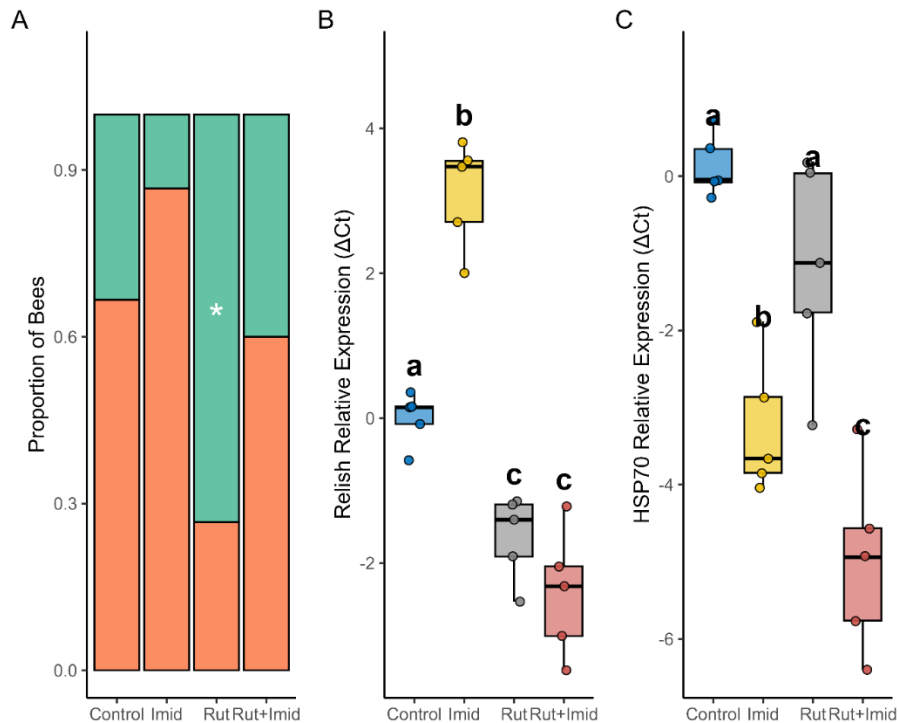 A
Proportion of Bees
0.9
0.6
0.3
0.0
*
Control Imid Rut Rut+Imid
B
Relish Relative Expression (ΔCt)
4
2
0
-2
a
b
c
c
Control Imid Rut Rut+Imid
C
HSP70 Relative Expression (ΔCt)
0
-2
-4
-6
a
b
a
c
Control Imid Rut Rut+Imid